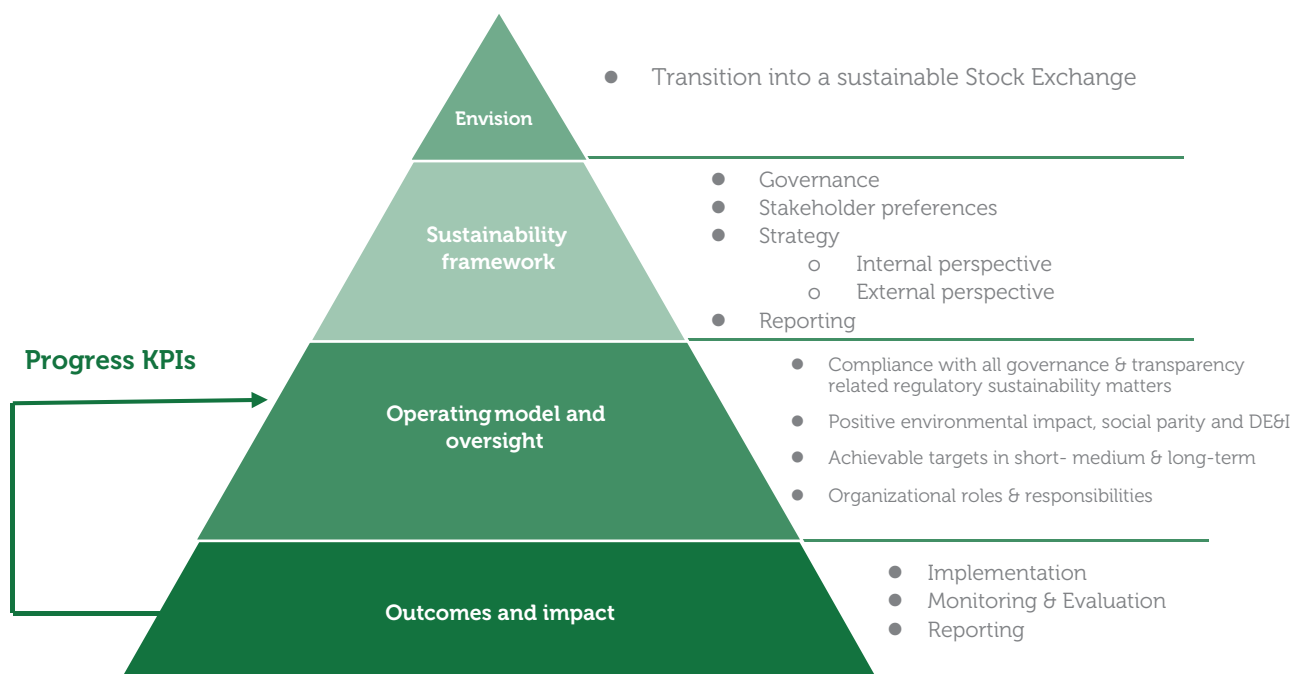 Envision
● Transition into a sustainable Stock Exchange
Sustainability
framework
● Governance
● Stakeholder preferences
● Strategy
o Internal perspective
o External perspective
● Reporting
Progress KPIs
Operating model and
oversight
● Compliance with all governance & transparency
related regulatory sustainability matters
● Positive environmental impact, social parity and DE&I
● Achievable targets in short- medium & long-term
● Organizational roles & responsibilities
Outcomes and impact
● Implementation
● Monitoring & Evaluation
● Reporting